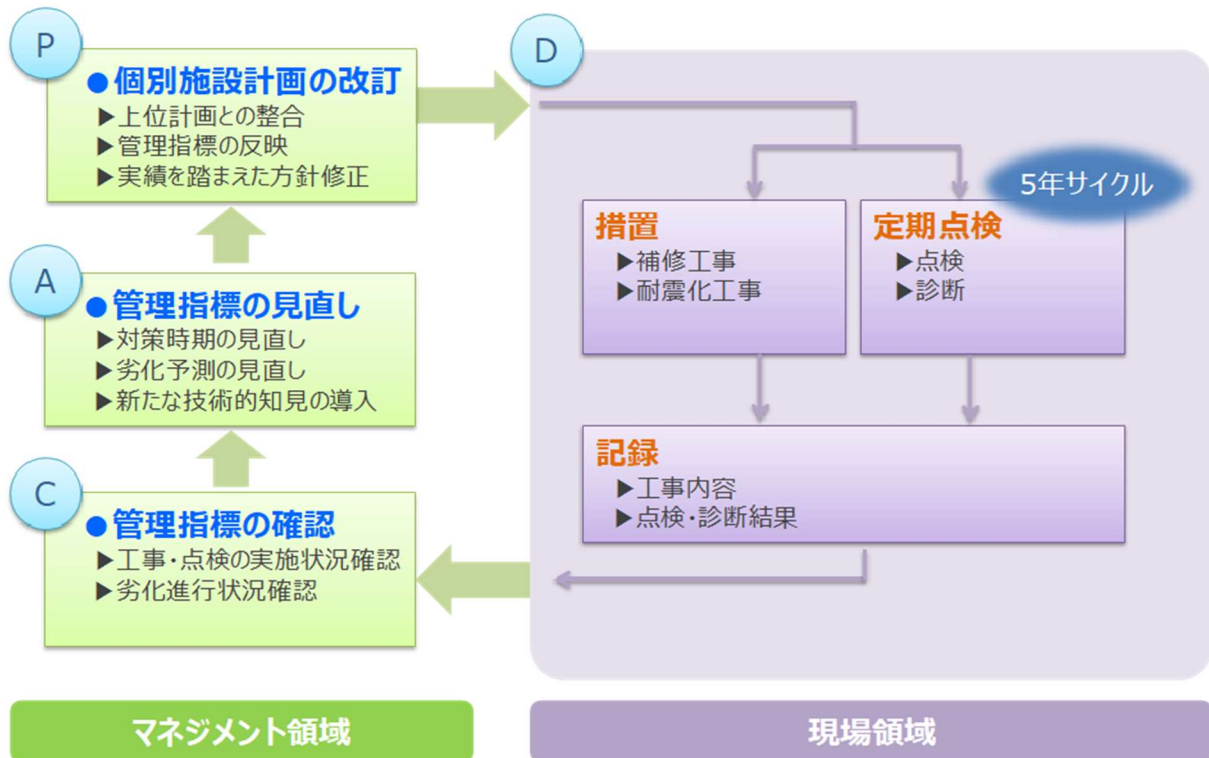 P
●個別施設計画の改訂
▶上位計画との整合
▶管理指標の反映
▶実績を踏まえた方針修正
A
●管理指標の見直し
▶対策時期の見直し
▶劣化予測の見直し
▶新たな技術的知見の導入
C
●管理指標の確認
▶工事・点検の実施状況確認
▶劣化進行状況確認
マネジメント領域
D
5年サイクル
措置
▶補修工事
▶耐震化工事
定期点検
▶点検
▶診断
記録
▶工事内容
▶点検・診断結果
現場領域